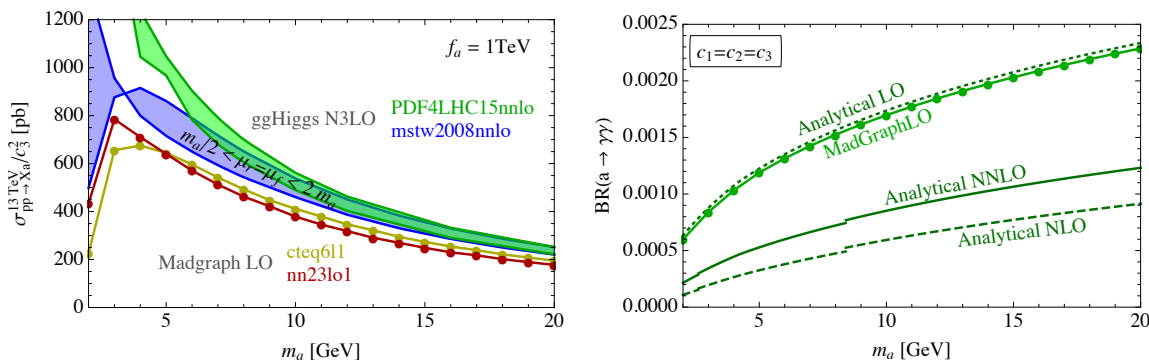 1200
1000
800
600
400
200
0
σ^{13 TeV}_{pp→Xa}/c_3^2 [pb]
f_a = 1TeV
PDF4LHC15nnlo
ggHiggs N3LO
mstw2008nnlo
m_a/2 < μ_r=μ_f < 2 m_a
cteq6l1
Madgraph LO
nn23lo1
5 10 15 20
m_a [GeV]
0.0025
0.0020
0.0015
0.0010
0.0005
0.0000
BR(a → γγ)
c_1=c_2=c_3
Analytical LO
MadGraphLO
Analytical NNLO
Analytical NLO
5 10 15 20
m_a [GeV]